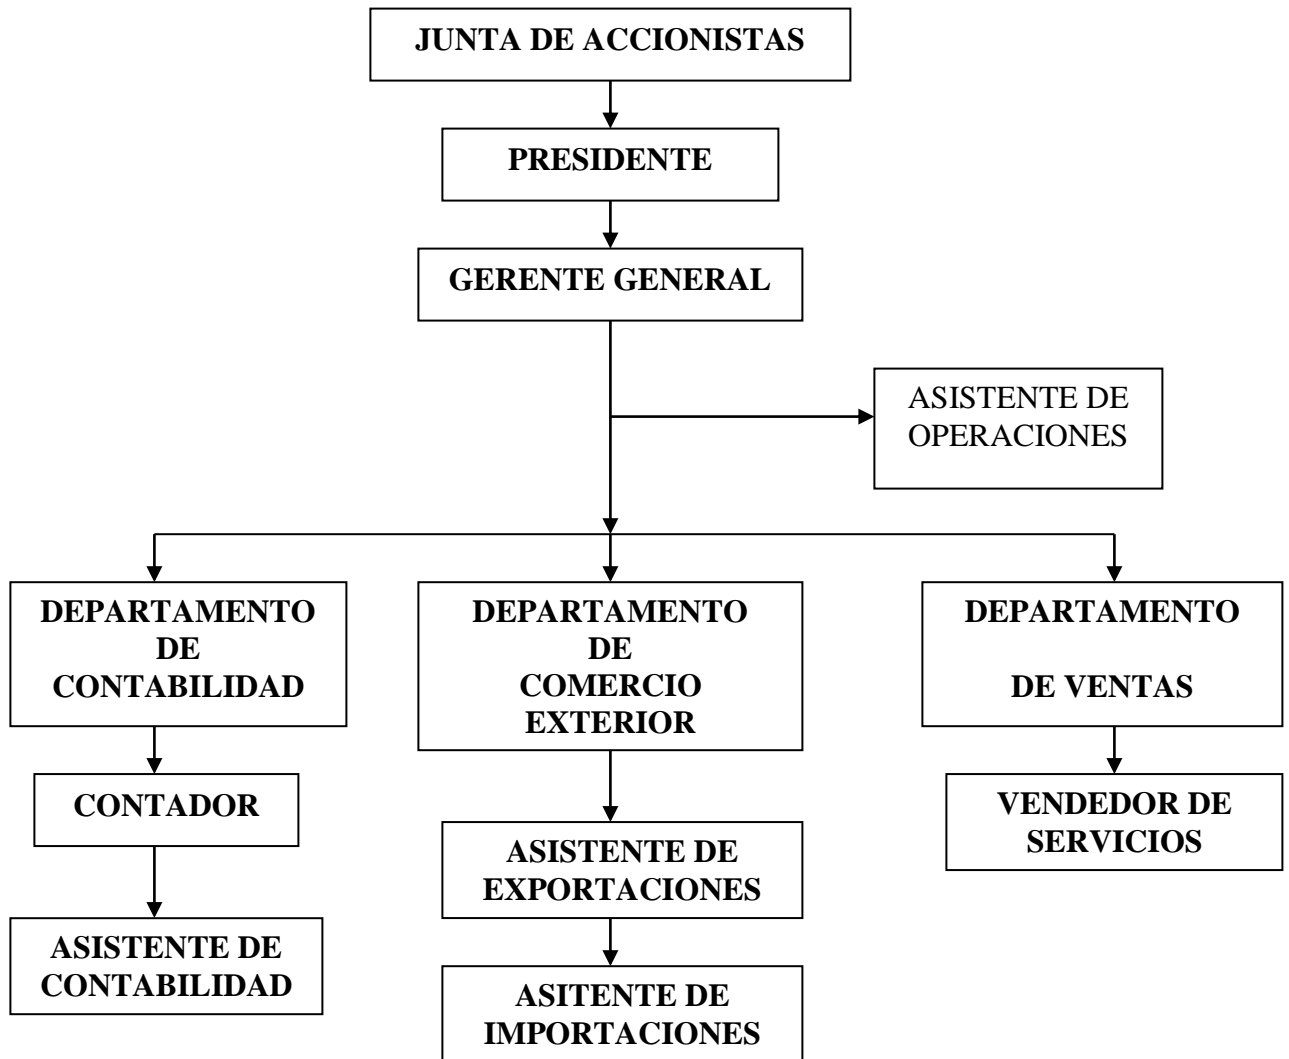 JUNTA DE ACCIONISTAS
PRESIDENTE
GERENTE GENERAL
ASISTENTE DE
OPERACIONES
DEPARTAMENTO
DE
CONTABILIDAD
DEPARTAMENTO
DE
COMERCIO
EXTERIOR
DEPARTAMENTO
DE VENTAS
CONTADOR
VENDEDOR DE
SERVICIOS
ASISTENTE DE
EXPORTACIONES
ASISTENTE DE
CONTABILIDAD
ASITENTE DE
IMPORTACIONES